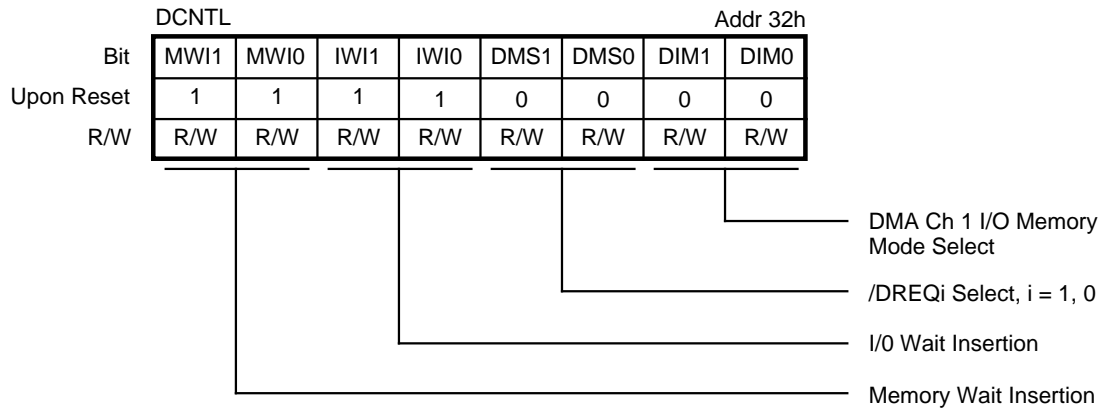 DCNTL Addr 32h
Bit MWI1 MWI0 IWI1 IWI0 DMS1 DMS0 DIM1 DIM0
Upon Reset 1 1 1 1 0 0 0 0
R/W R/W R/W R/W R/W R/W R/W R/W R/W
DMA Ch 1 I/O Memory
Mode Select
/DREQi Select, i = 1, 0
I/0 Wait Insertion
Memory Wait Insertion